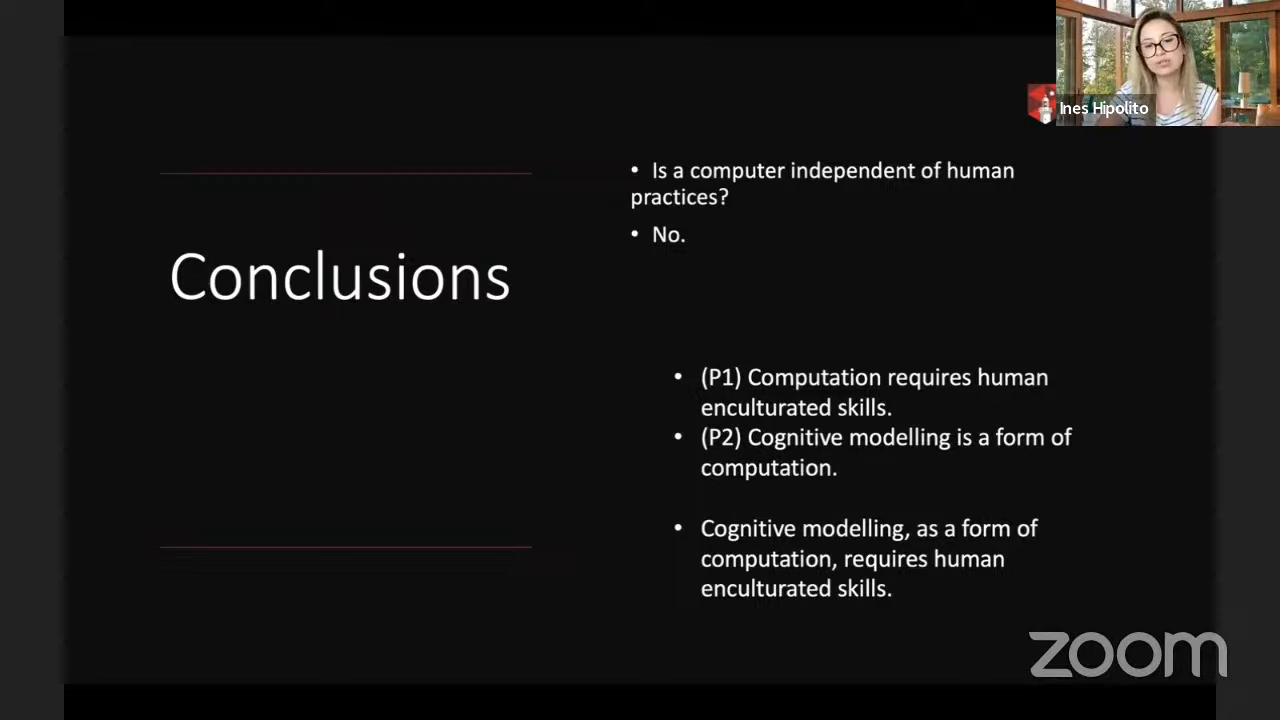 Ines Hipolito
Conclusions
• Is a computer independent of human
practices?
• No.
• (P1) Computation requires human
enculturated skills.
• (P2) Cognitive modelling is a form of
computation.
• Cognitive modelling, as a form of
computation, requires human
enculturated skills.
zoom